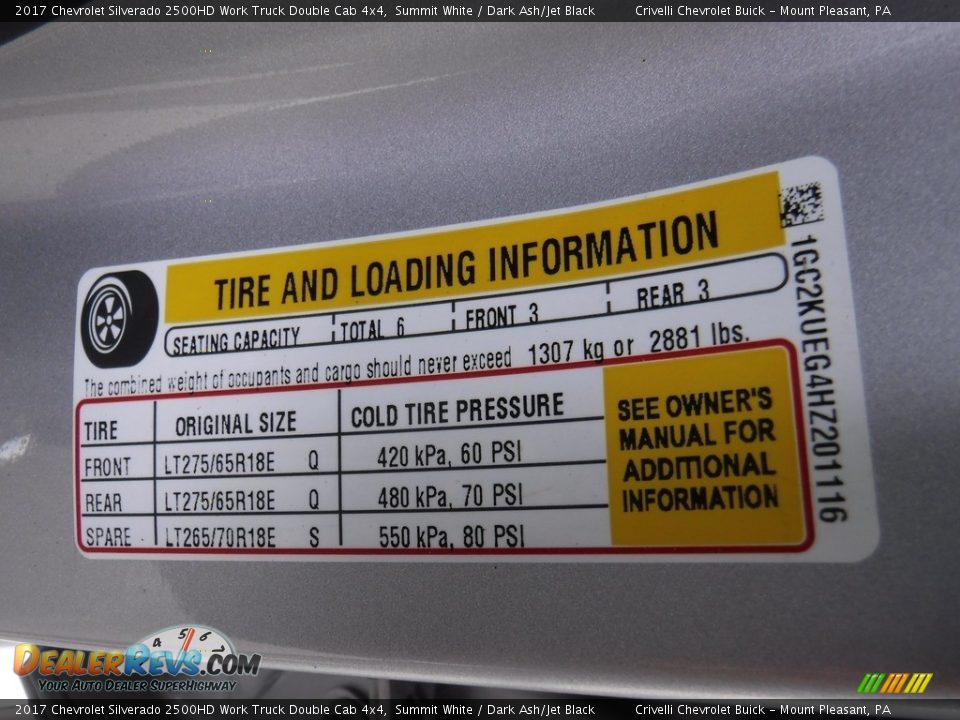 2017 Chevrolet Silverado 2500HD Work Truck Double Cab 4x4, Summit White / Dark Ash/Jet Black Crivelli Chevrolet Buick - Mount Pleasant, PA
TIRE AND LOADING INFORMATION
SEATING CAPACITY TOTAL 6 FRONT 3 REAR 3
The combined weight of occupants and cargo should never exceed 1307 kg or 2881 lbs.
TIRE ORIGINAL SIZE COLD TIRE PRESSURE
FRONT LT275/65R18E Q 420 kPa, 60 PSI
REAR LT275/65R18E Q 480 kPa, 70 PSI
SPARE LT265/70R18E S 550 kPa, 80 PSI
SEE OWNER'S
MANUAL FOR
ADDITIONAL
INFORMATION
1GC2KUEG4HZ201116
4 5 6 7
DealerRevs.com
Your Auto Dealer SuperHighway
2017 Chevrolet Silverado 2500HD Work Truck Double Cab 4x4, Summit White / Dark Ash/Jet Black Crivelli Chevrolet Buick - Mount Pleasant, PA